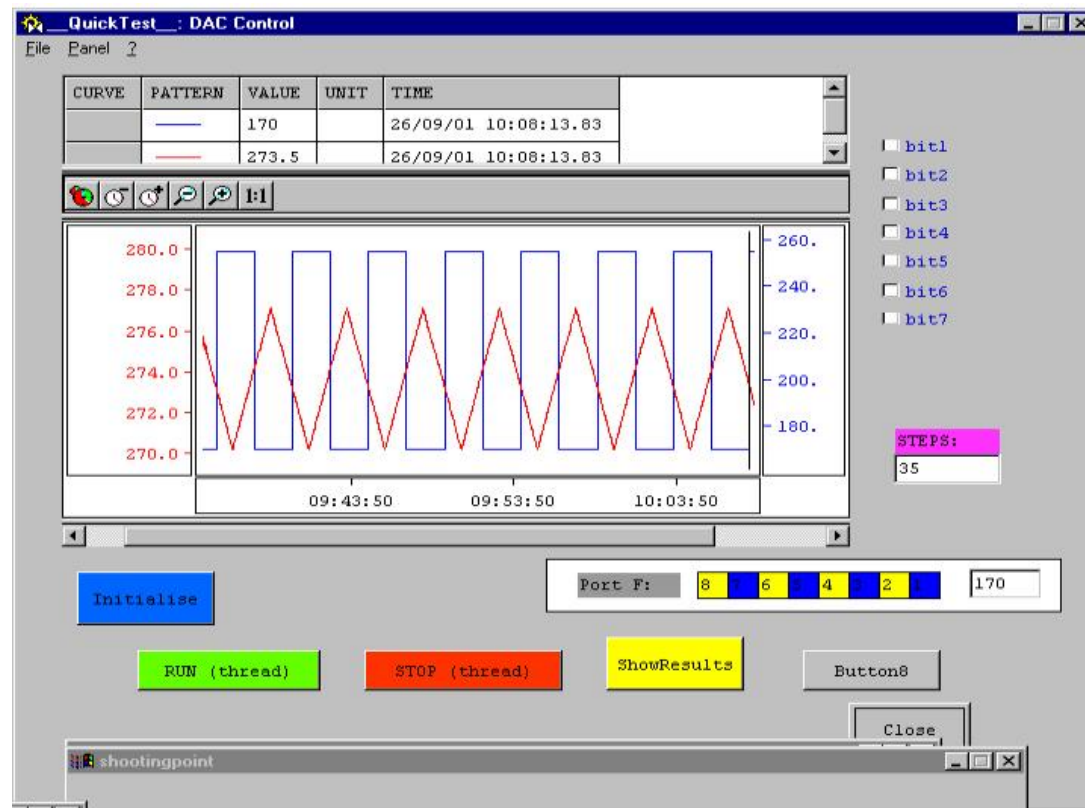 __QuickTest__: DAC Control
File Panel ?
CURVE PATTERN VALUE UNIT TIME
170 26/09/01 10:08:13.83
273.5 26/09/01 10:08:13.83
1:1
bit1
bit2
bit3
bit4
bit5
bit6
bit7
280.0
278.0
276.0
274.0
272.0
270.0
260.
240.
220.
200.
180.
09:43:50 09:53:50 10:03:50
STEPS:
35
Initialise
Port F: 8 7 6 5 4 3 2 1 170
RUN (thread) STOP (thread) ShowResults Button8
Close
shootingpoint